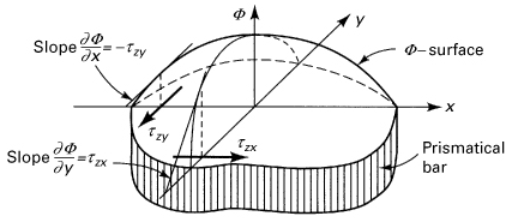 Φ
y
Slope ∂Φ/∂x = -τzy
Φ-surface
x
τzy
τzx
Slope ∂Φ/∂y = τzx
Prismatical
bar